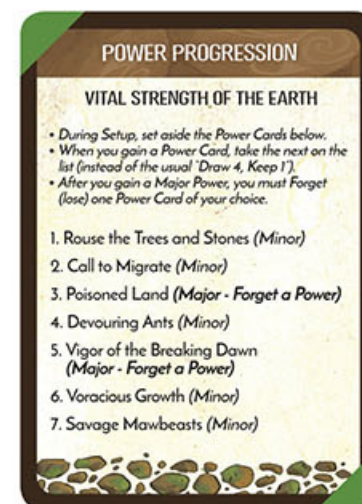 POWER PROGRESSION
VITAL STRENGTH OF THE EARTH
• During Setup, set aside the Power Cards below.
• When you gain a Power Card, take the next on the
list (instead of the usual "Draw 4, Keep 1").
• After you gain a Major Power, you must Forget
(lose) one Power Card of your choice.
1. Rouse the Trees and Stones (Minor)
2. Call to Migrate (Minor)
3. Poisoned Land (Major - Forget a Power)
4. Devouring Ants (Minor)
5. Vigor of the Breaking Dawn
(Major - Forget a Power)
6. Voracious Growth (Minor)
7. Savage Mawbeasts (Minor)